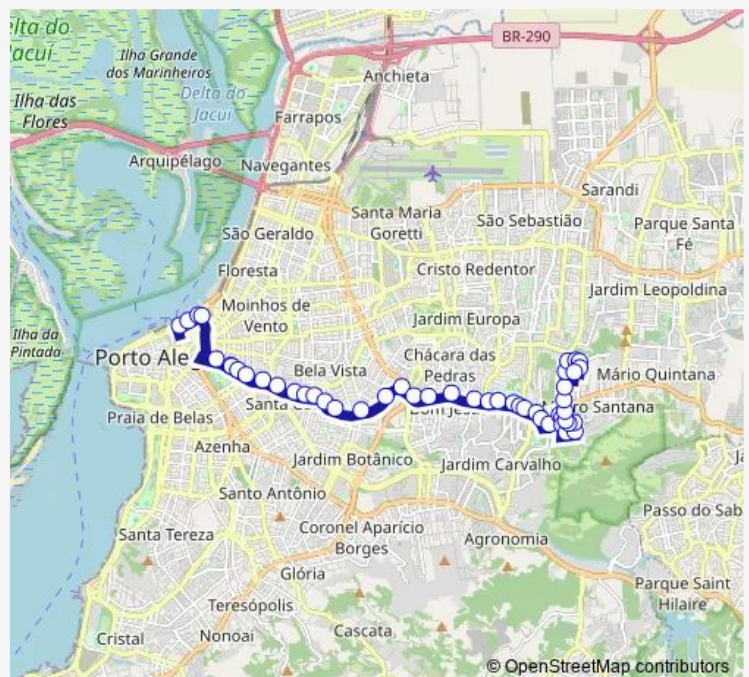 elta do
Jacuí
Ilha Grande
dos Marinheiros
BR-290
Anchieta
Ilha das
Flores
Delta do
Jacuí
Farrapos
Arquipélago
Navegantes
Sarandi
Santa Maria
Goretti
São Sebastião
Parque Santa
Fé
São Geraldo
Floresta
Cristo Redentor
Jardim Leopoldina
Moinhos de
Vento
Jardim Europa
Ilha da
Pintada
Porto Ale
Bela Vista
Chácara das
Pedras
Mário Quintana
Praia de Belas
Santa
Santana
Azenha
Jardim Botânico
Jardim Carvalho
Santo Antônio
Passo do Sab
Santa Tereza
Coronel Aparício
Borges
Agronomia
Glória
Parque Saint
Hilaire
Teresópolis
Cristal
Nonoai
Cascata
© OpenStreetMap contributors